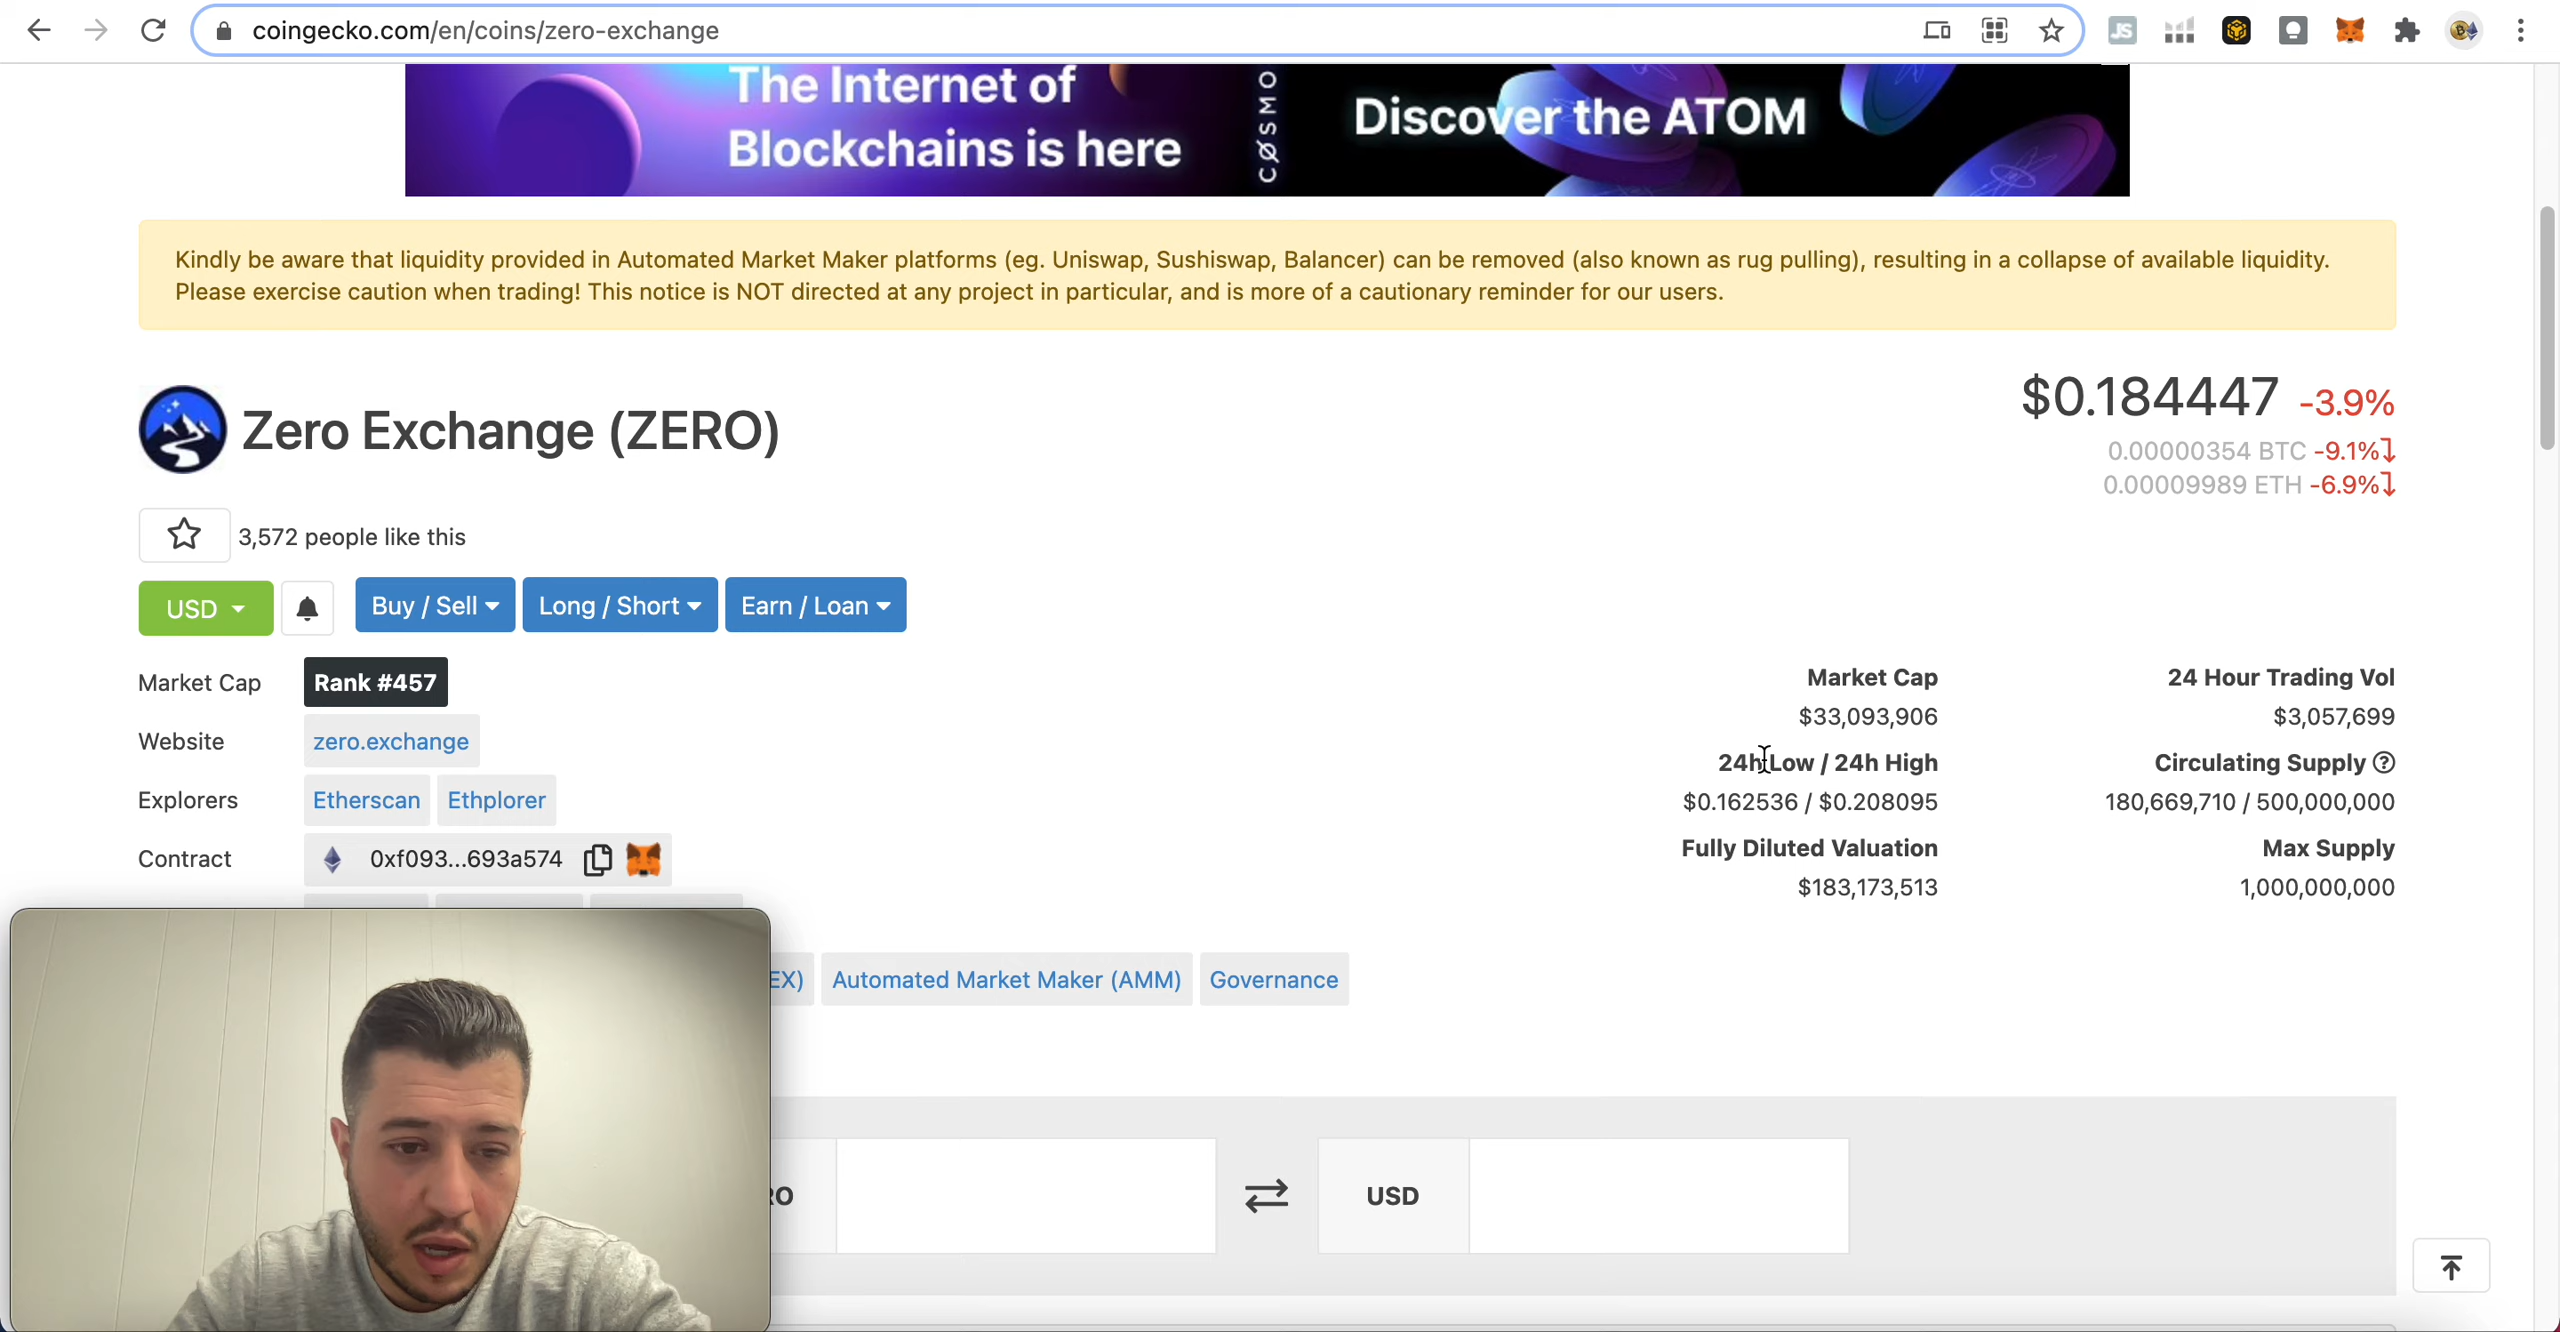 coingecko.com/en/coins/zero-exchange
JS
The Internet of
Blockchains is here
CØSMO
Discover the ATOM
Kindly be aware that liquidity provided in Automated Market Maker platforms (eg. Uniswap, Sushiswap, Balancer) can be removed (also known as rug pulling), resulting in a collapse of available liquidity.
Please exercise caution when trading! This notice is NOT directed at any project in particular, and is more of a cautionary reminder for our users.
Zero Exchange (ZERO)
$0.184447 -3.9%
0.00000354 BTC -9.1%
0.00009989 ETH -6.9%
3,572 people like this
USD
Buy / Sell
Long / Short
Earn / Loan
Market Cap
Rank #457
Website
zero.exchange
Explorers
Etherscan
Ethplorer
Contract
0xf093...693a574
Market Cap
$33,093,906
24 Hour Trading Vol
$3,057,699
24h Low / 24h High
$0.162536 / $0.208095
Circulating Supply ?
180,669,710 / 500,000,000
Fully Diluted Valuation
$183,173,513
Max Supply
1,000,000,000
EX)
Automated Market Maker (AMM)
Governance
RO
USD